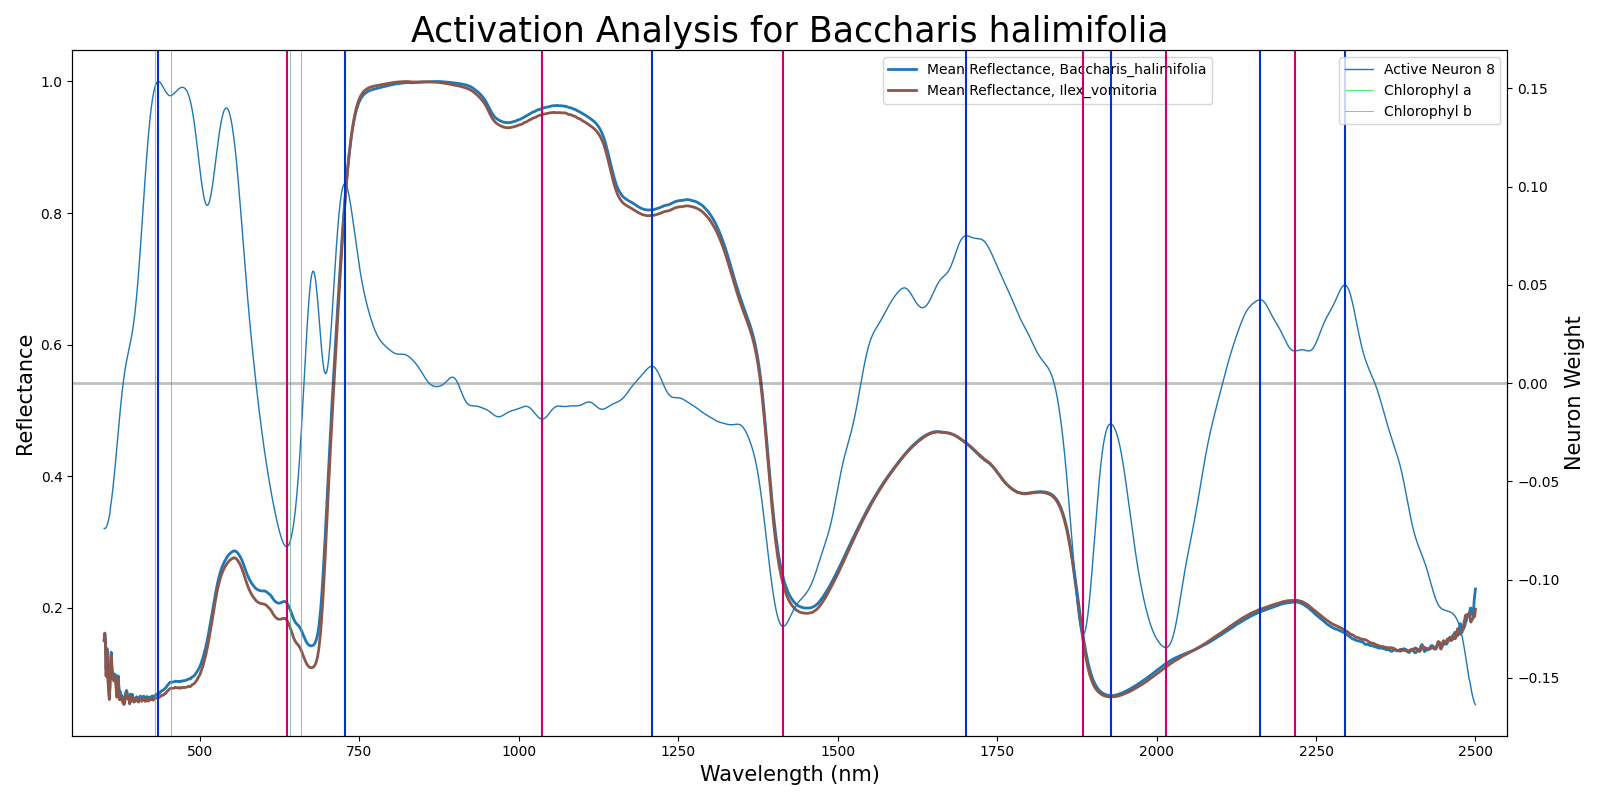 Activation Analysis for Baccharis halimifolia
Mean Reflectance, Baccharis_halimifolia
Mean Reflectance, Ilex_vomitoria
Active Neuron 8
Chlorophyl a
Chlorophyl b
Reflectance
1.0
0.8
0.6
0.4
0.2
0.15
0.10
0.05
0.00
−0.05
−0.10
−0.15
Neuron Weight
500
750
1000
1250
1500
1750
2000
2250
2500
Wavelength (nm)